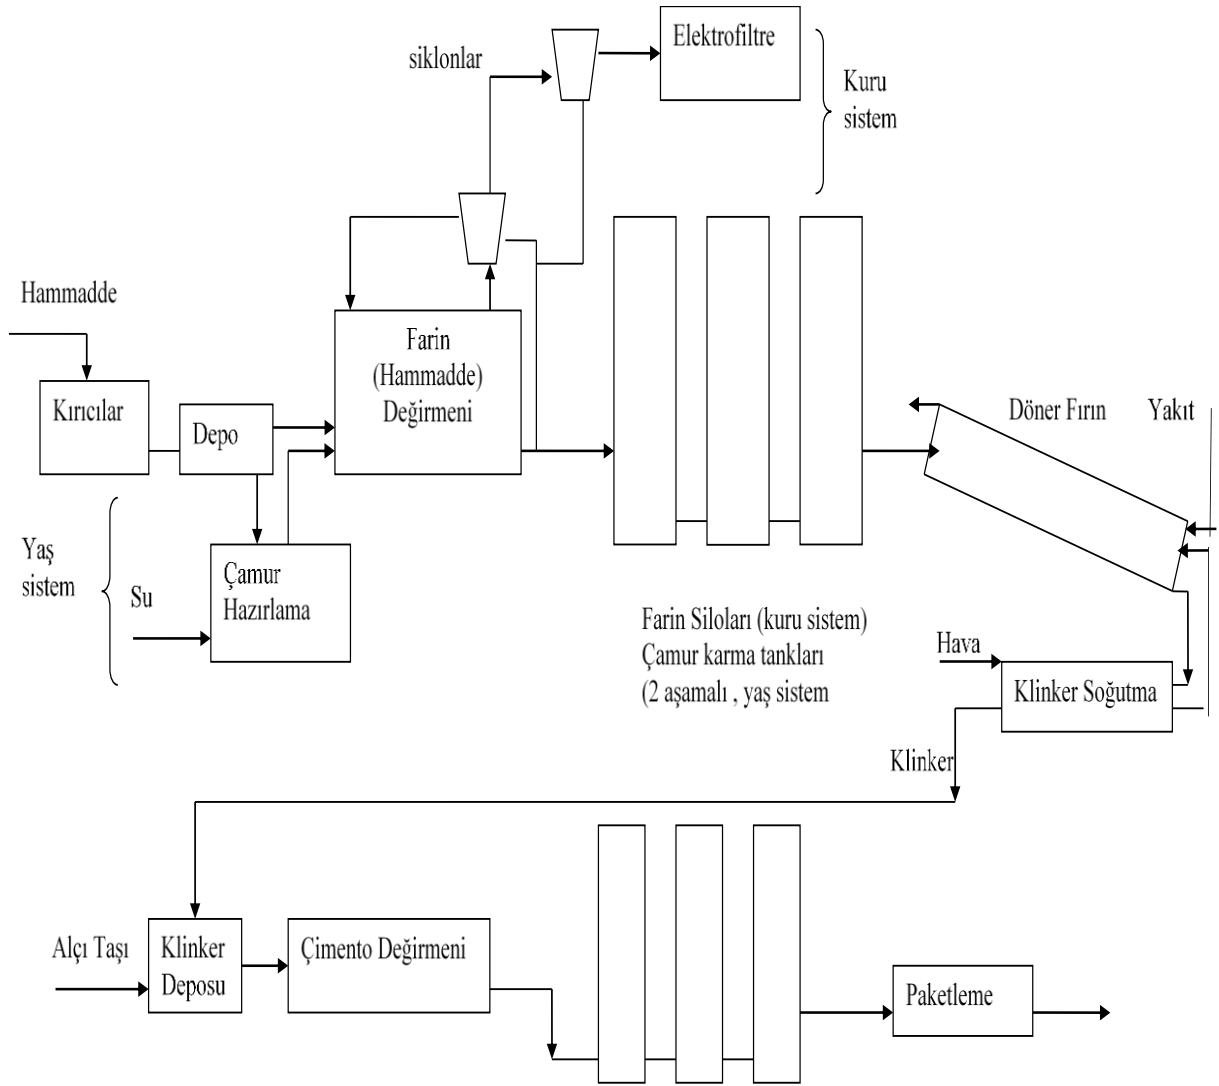 Elektrofiltre
siklonlar
Kuru
sistem
Hammadde
Farin
(Hammadde)
Değirmeni
Kırıcılar
Depo
Döner Fırın
Yakıt
Yaş
sistem
Su
Çamur
Hazırlama
Farin Siloları (kuru sistem)
Çamur karma tankları
(2 aşamalı , yaş sistem
Hava
Klinker Soğutma
Klinker
Alçı Taşı
Klinker
Deposu
Çimento Değirmeni
Paketleme